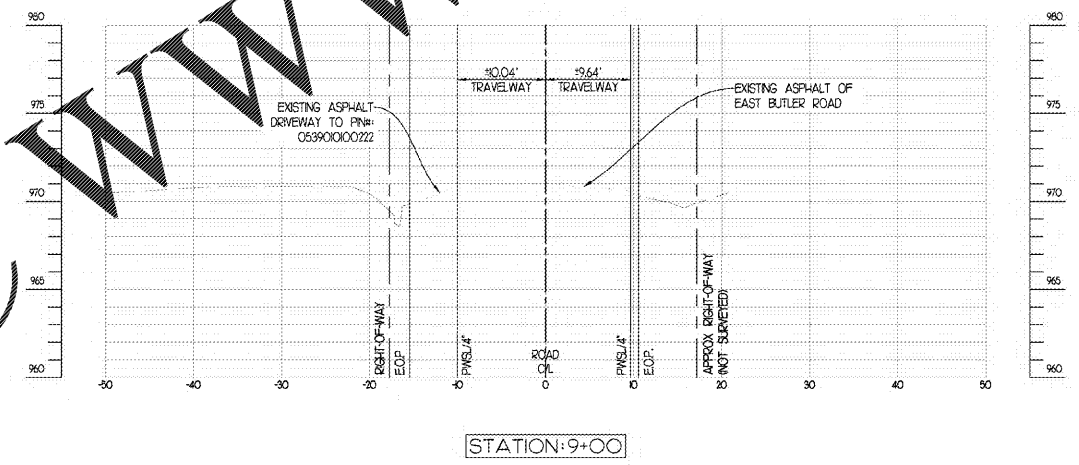 980
980
±10.04'
TRAVELWAY
±9.64'
TRAVELWAY
EXISTING ASPHALT OF
EAST BUTLER ROAD
975
975
EXISTING ASPHALT
DRIVEWAY TO PIN#:
0539010100222
970
970
965
965
RIGHT-OF-WAY
E.O.P
PWSL/4"
ROAD
C/L
PWSL/4"
E.O.P.
APPROX RIGHT-OF-WAY
(NOT SURVEYED)
960
960
-50
-40
-30
-20
-10
0
10
20
30
40
50
STATION: 9+00
WWW